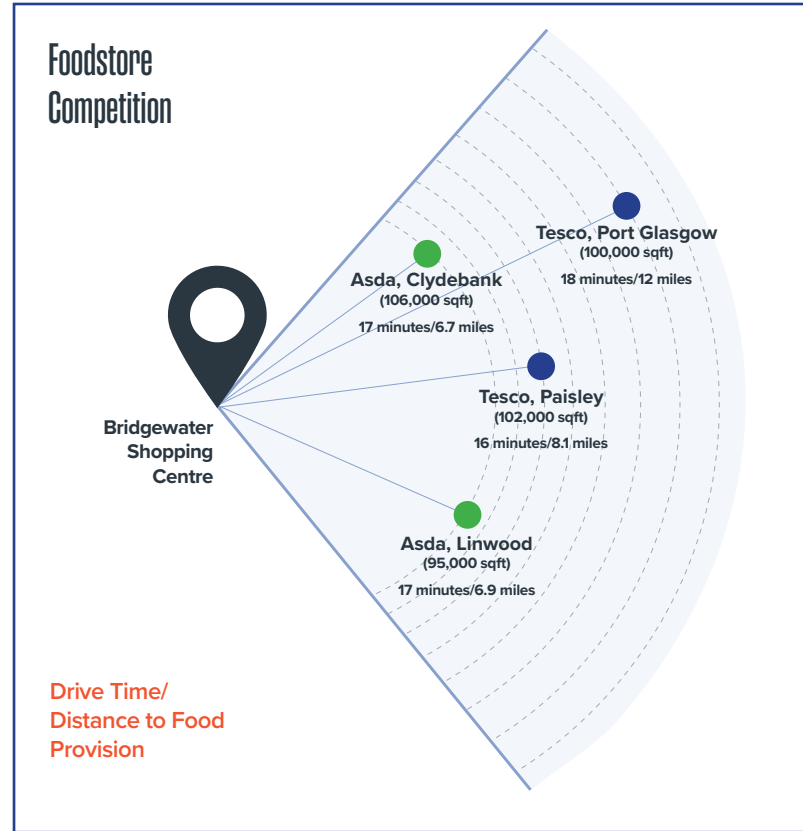 Foodstore
Competition
Tesco, Port Glasgow
(100,000 sqft)
18 minutes/12 miles
Asda, Clydebank
(106,000 sqft)
17 minutes/6.7 miles
Tesco, Paisley
(102,000 sqft)
16 minutes/8.1 miles
Bridgewater
Shopping
Centre
Asda, Linwood
(95,000 sqft)
17 minutes/6.9 miles
Drive Time/
Distance to Food
Provision